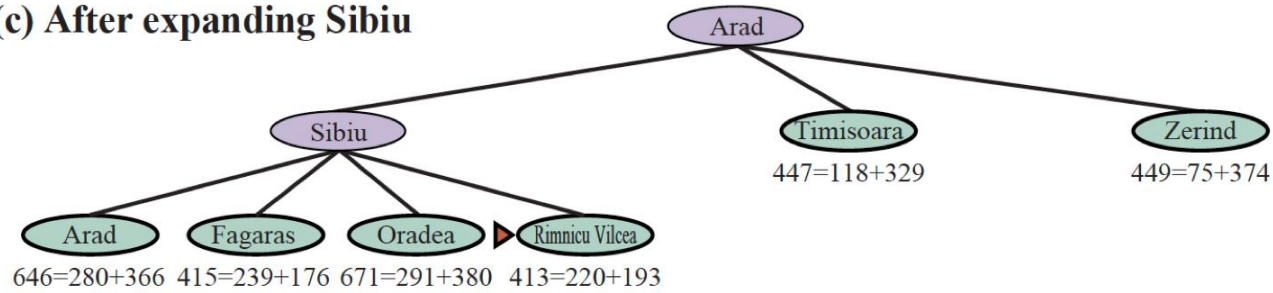 (c) After expanding Sibiu
Arad
Sibiu
Timisoara
Zerind
447=118+329
449=75+374
Arad
Fagaras
Oradea
Rimnicu Vilcea
646=280+366
415=239+176
671=291+380
413=220+193